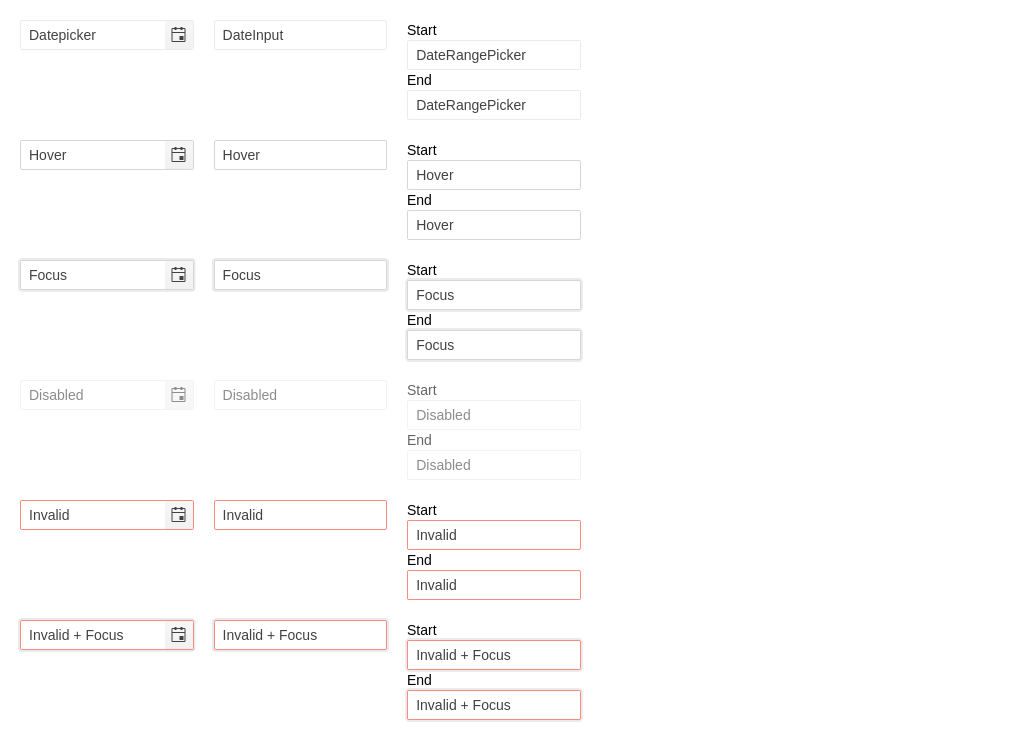 Datepicker
DateInput
Start
DateRangePicker
End
DateRangePicker
Hover
Hover
Start
Hover
End
Hover
Focus
Focus
Start
Focus
End
Focus
Disabled
Disabled
Start
Disabled
End
Disabled
Invalid
Invalid
Start
Invalid
End
Invalid
Invalid + Focus
Invalid + Focus
Start
Invalid + Focus
End
Invalid + Focus